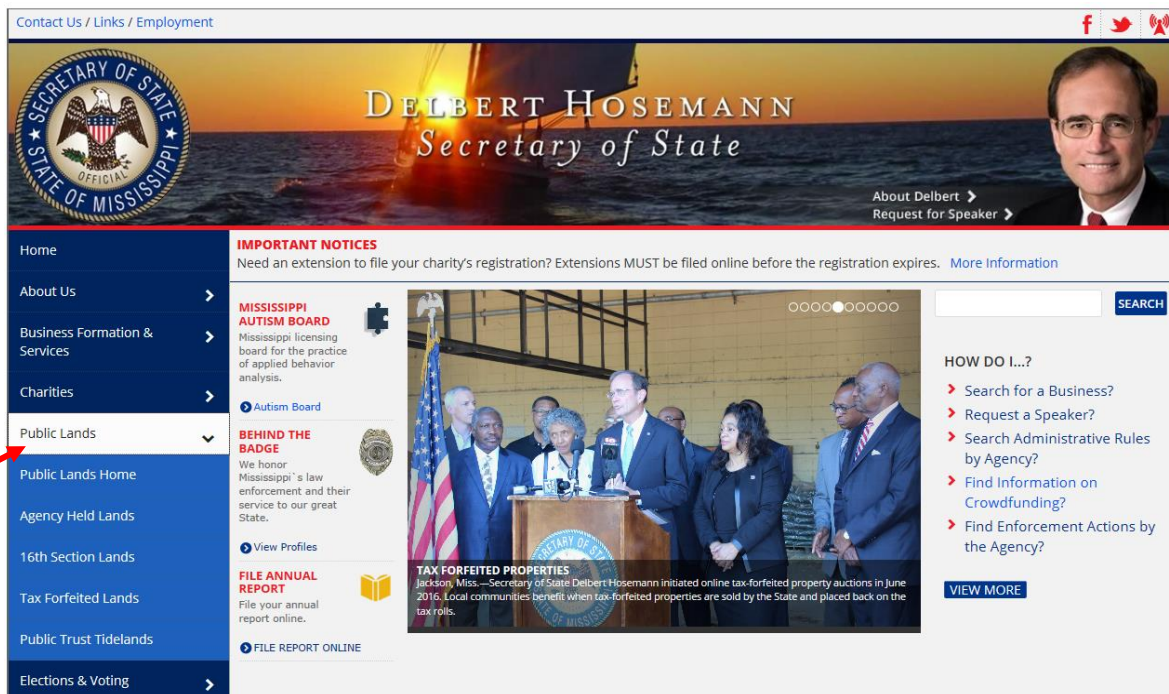 Contact Us / Links / Employment
SECRETARY OF STATE
OFFICIAL
STATE OF MISSISSIPPI
DELBERT HOSEMANN
Secretary of State
About Delbert
Request for Speaker
Home
About Us
Business Formation &
Services
Charities
Public Lands
Public Lands Home
Agency Held Lands
16th Section Lands
Tax Forfeited Lands
Public Trust Tidelands
Elections & Voting
IMPORTANT NOTICES
Need an extension to file your charity's registration? Extensions MUST be filed online before the registration expires. More Information
MISSISSIPPI
AUTISM BOARD
Mississippi licensing
board for the practice
of applied behavior
analysis.
Autism Board
BEHIND THE
BADGE
We honor
Mississippi`s law
enforcement and their
service to our great
State.
View Profiles
FILE ANNUAL
REPORT
File your annual
report online.
FILE REPORT ONLINE
TAX FORFEITED PROPERTIES
Jackson, Miss.—Secretary of State Delbert Hosemann initiated online tax-forfeited property auctions in June
2016. Local communities benefit when tax-forfeited properties are sold by the State and placed back on the
tax rolls.
SEARCH
HOW DO I...?
Search for a Business?
Request a Speaker?
Search Administrative Rules
by Agency?
Find Information on
Crowdfunding?
Find Enforcement Actions by
the Agency?
VIEW MORE